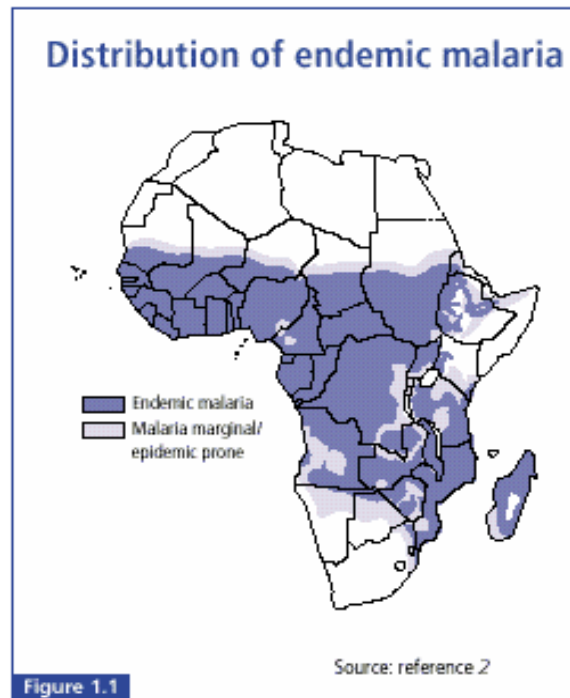 Distribution of endemic malaria
Endemic malaria
Malaria marginal/
epidemic prone
Source: reference 2
Figure 1.1